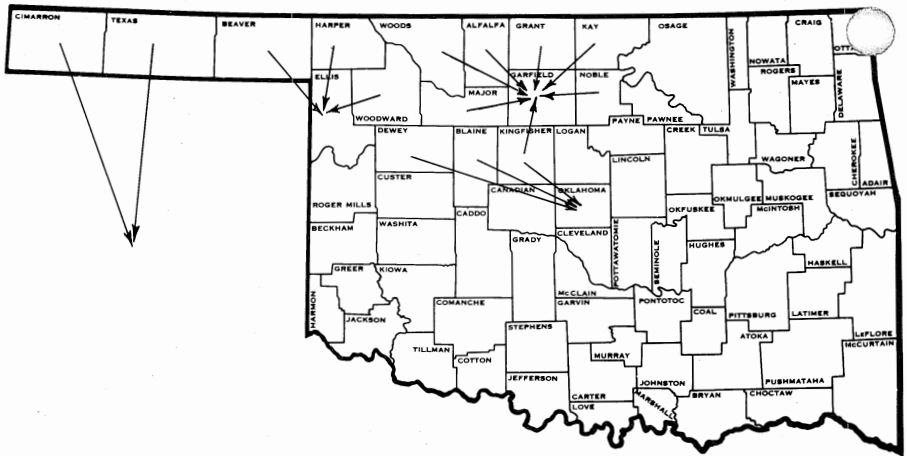 CIMARRON
TEXAS
BEAVER
HARPER
WOODS
ALFALFA
GRANT
KAY
OSAGE
WASHINGTON
CRAIG
OTT
NOWATA
ROGERS
MAYES
DELAWARE
ELLIS
WOODWARD
MAJOR
GARFIELD
NOBLE
PAYNE
PAWNEE
DEWEY
BLAINE
KINGFISHER
LOGAN
CREEK
TULSA
LINCOLN
WAGONER
CHEROKEE
ADAIR
CUSTER
CANADIAN
OKLAHOMA
OKMULGEE
MUSKOGEE
SEQUOYAH
ROGER MILLS
CADDO
OKFUSKEE
McINTOSH
BECKHAM
WASHITA
GRADY
CLEVELAND
POTTAWATOMIE
SEMINOLE
HUGHES
HASKELL
GREER
KIOWA
HARMON
JACKSON
COMANCHE
McCLAIN
GARVIN
PONTOTOC
COAL
PITTSBURG
LATIMER
LeFLORE
McCURTAIN
STEPHENS
ATOKA
TILLMAN
COTTON
MURRAY
JEFFERSON
CARTER
LOVE
JOHNSTON
MARSHALL
BRYAN
PUSHMATAHA
CHOCTAW